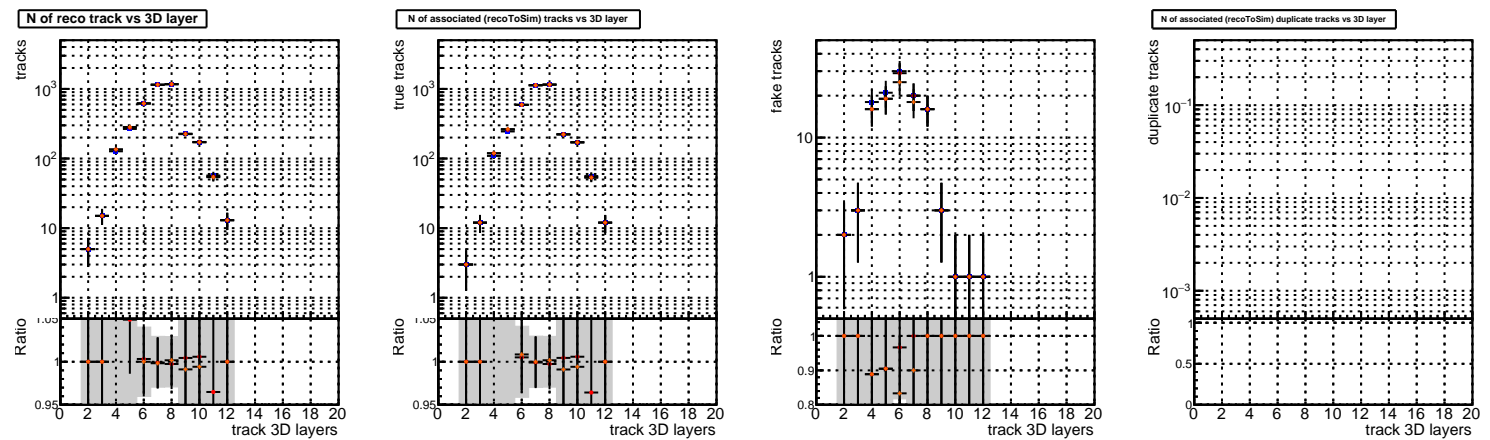 N of reco track vs 3D layer
tracks
10³
10²
10
1
Ratio
1.05
1
0.95
0 2 4 6 8 10 12 14 16 18 20
track 3D layers
N of associated (recoToSim) tracks vs 3D layer
true tracks
10³
10²
10
1
Ratio
1.05
1
0.95
0 2 4 6 8 10 12 14 16 18 20
track 3D layers
fake tracks
10
1
Ratio
1
0.9
0.8
0 2 4 6 8 10 12 14 16 18 20
track 3D layers
N of associated (recoToSim) duplicate tracks vs 3D layer
duplicate tracks
10⁻¹
10⁻²
10⁻³
Ratio
1
0.5
0
0 2 4 6 8 10 12 14 16 18 20
track 3D layers